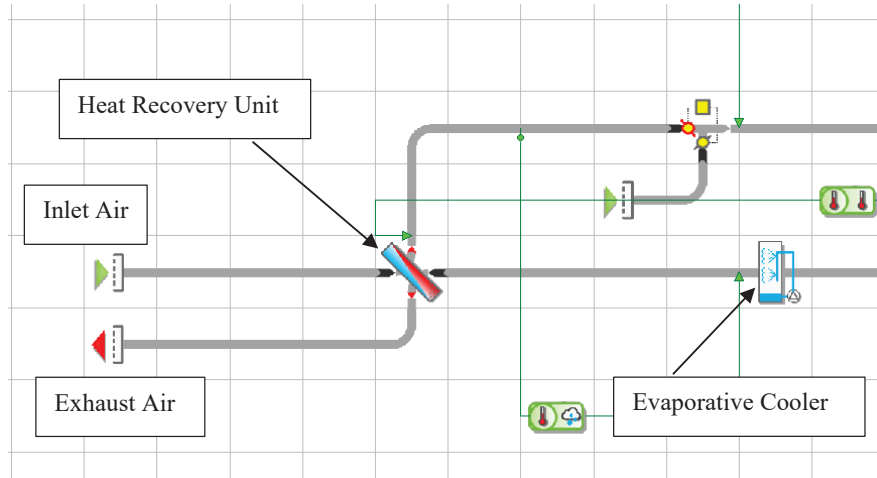 Heat Recovery Unit
Inlet Air
Exhaust Air
Evaporative Cooler